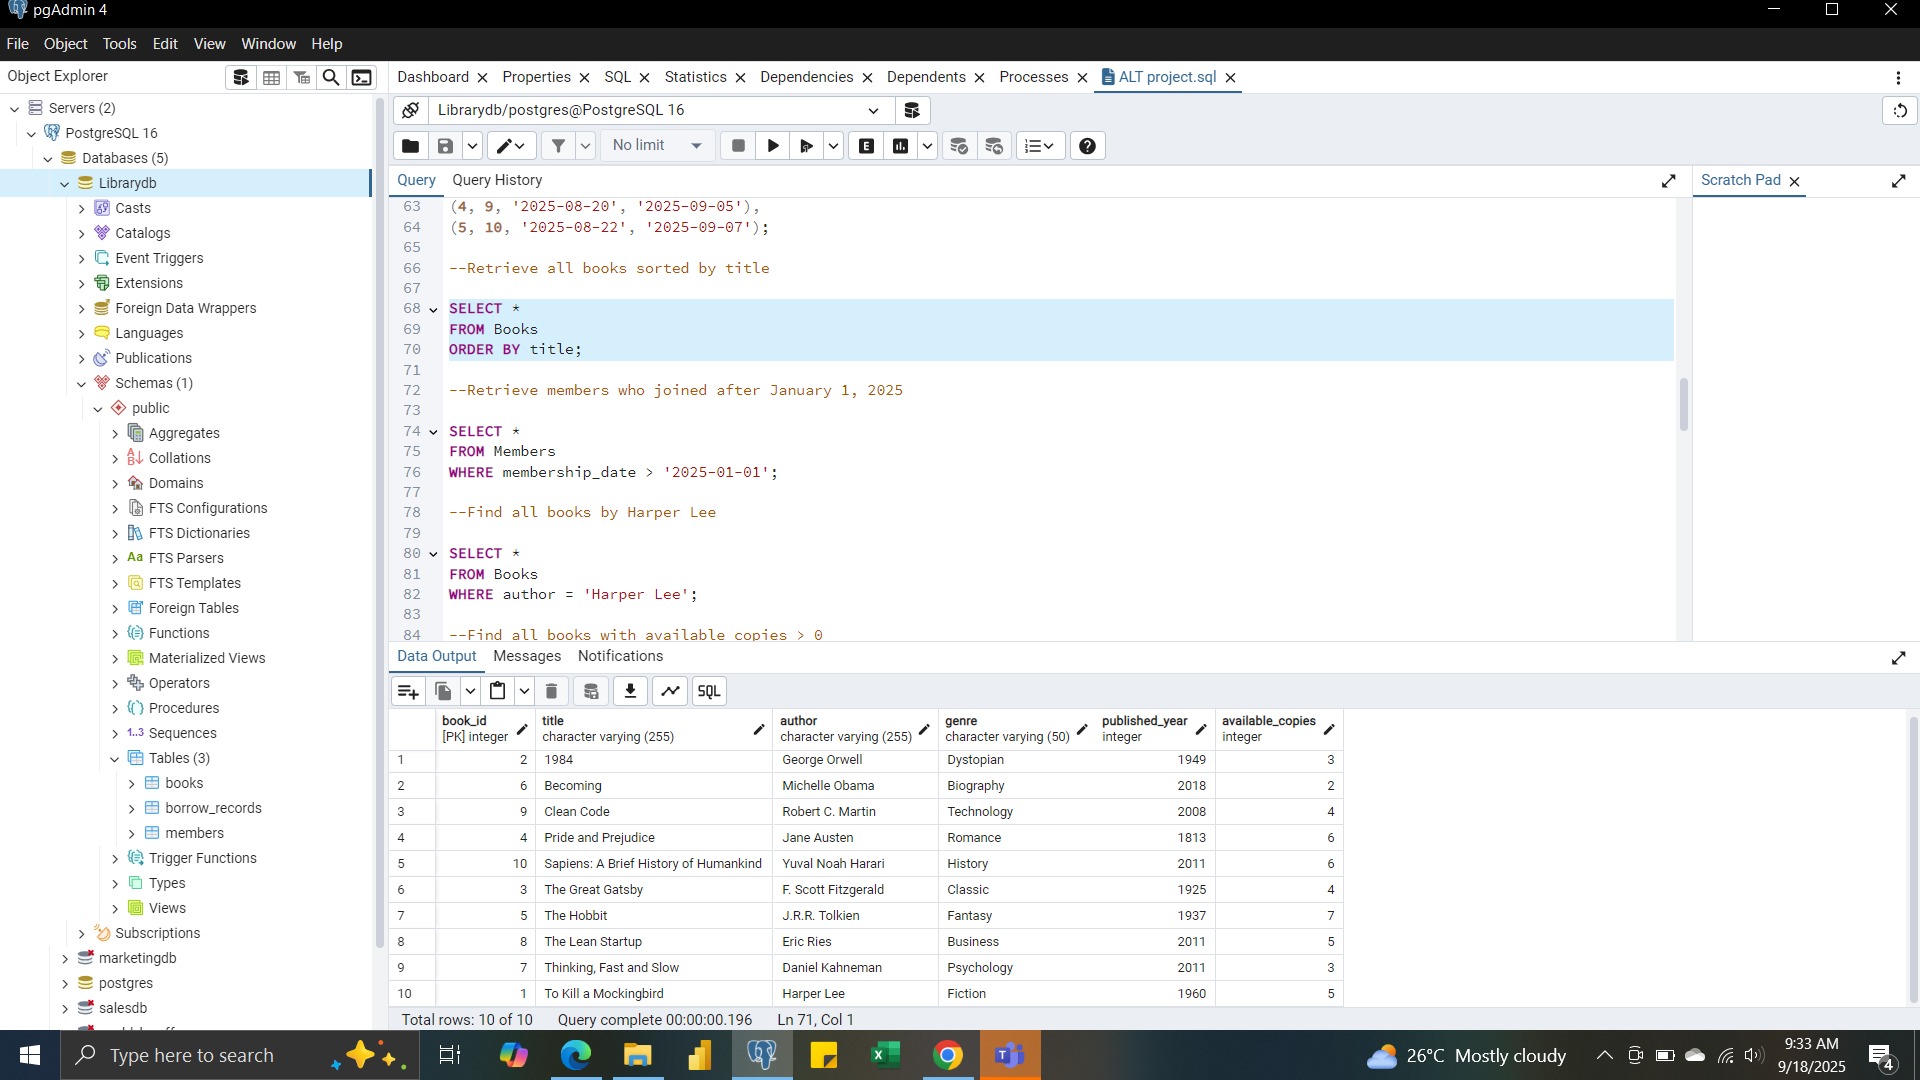 pgAdmin 4
File Object Tools Edit View Window Help
Object Explorer
Servers (2)
PostgreSQL 16
Databases (5)
Librarydb
Casts
Catalogs
Event Triggers
Extensions
Foreign Data Wrappers
Languages
Publications
Schemas (1)
public
Aggregates
Collations
Domains
FTS Configurations
FTS Dictionaries
Aa FTS Parsers
FTS Templates
Foreign Tables
Functions
Materialized Views
Operators
Procedures
1..3 Sequences
Tables (3)
books
borrow_records
members
Trigger Functions
Types
Views
Subscriptions
marketingdb
postgres
salesdb
Dashboard Properties SQL Statistics Dependencies Dependents Processes ALT project.sql
Librarydb/postgres@PostgreSQL 16
No limit E
Query Query History
Scratch Pad
63 (4, 9, '2025-08-20', '2025-09-05'),
64 (5, 10, '2025-08-22', '2025-09-07');
65
66 --Retrieve all books sorted by title
67
68 SELECT *
69 FROM Books
70 ORDER BY title;
71
72 --Retrieve members who joined after January 1, 2025
73
74 SELECT *
75 FROM Members
76 WHERE membership_date > '2025-01-01';
77
78 --Find all books by Harper Lee
79
80 SELECT *
81 FROM Books
82 WHERE author = 'Harper Lee';
83
84 --Find all books with available copies > 0
Data Output Messages Notifications
SQL
book_id title author genre published_year available_copies
[PK] integer character varying (255) character varying (255) character varying (50) integer integer
1 2 1984 George Orwell Dystopian 1949 3
2 6 Becoming Michelle Obama Biography 2018 2
3 9 Clean Code Robert C. Martin Technology 2008 4
4 4 Pride and Prejudice Jane Austen Romance 1813 6
5 10 Sapiens: A Brief History of Humankind Yuval Noah Harari History 2011 6
6 3 The Great Gatsby F. Scott Fitzgerald Classic 1925 4
7 5 The Hobbit J.R.R. Tolkien Fantasy 1937 7
8 8 The Lean Startup Eric Ries Business 2011 5
9 7 Thinking, Fast and Slow Daniel Kahneman Psychology 2011 3
10 1 To Kill a Mockingbird Harper Lee Fiction 1960 5
Total rows: 10 of 10 Query complete 00:00:00.196 Ln 71, Col 1
Type here to search
26°C Mostly cloudy
9:33 AM
9/18/2025
4